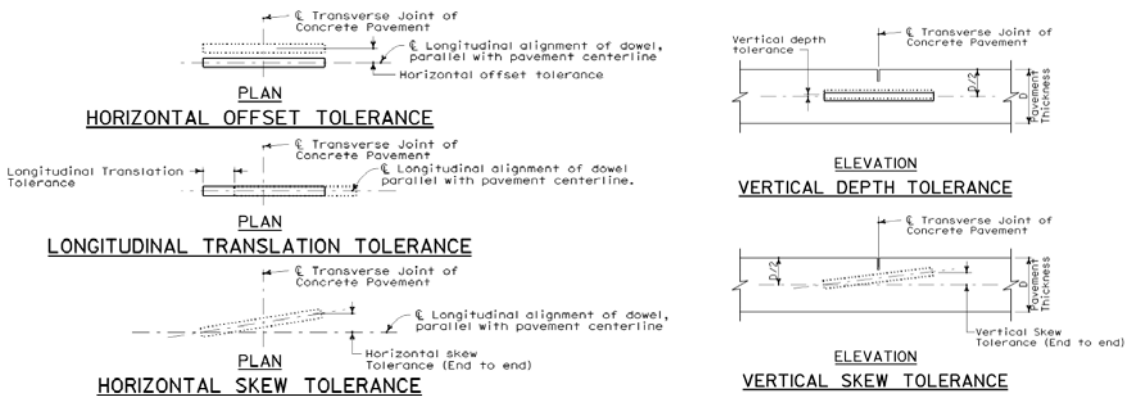 ℄ Transverse Joint of
Concrete Pavement
℄ Longitudinal alignment of dowel,
parallel with pavement centerline
Horizontal offset tolerance
PLAN
HORIZONTAL OFFSET TOLERANCE
℄ Transverse Joint of
Concrete Pavement
Longitudinal Translation
Tolerance
℄ Longitudinal alignment of dowel
parallel with pavement centerline.
PLAN
LONGITUDINAL TRANSLATION TOLERANCE
℄ Transverse Joint of
Concrete Pavement
℄ Longitudinal alignment of dowel,
parallel with pavement centerline
Horizontal skew
Tolerance (End to end)
PLAN
HORIZONTAL SKEW TOLERANCE
℄ Transverse Joint of
Concrete Pavement
Vertical depth
tolerance
D/2
D
Pavement
Thickness
ELEVATION
VERTICAL DEPTH TOLERANCE
℄ Transverse Joint of
Concrete Pavement
D/2
D
Pavement
Thickness
Vertical Skew
Tolerance (End to end)
ELEVATION
VERTICAL SKEW TOLERANCE